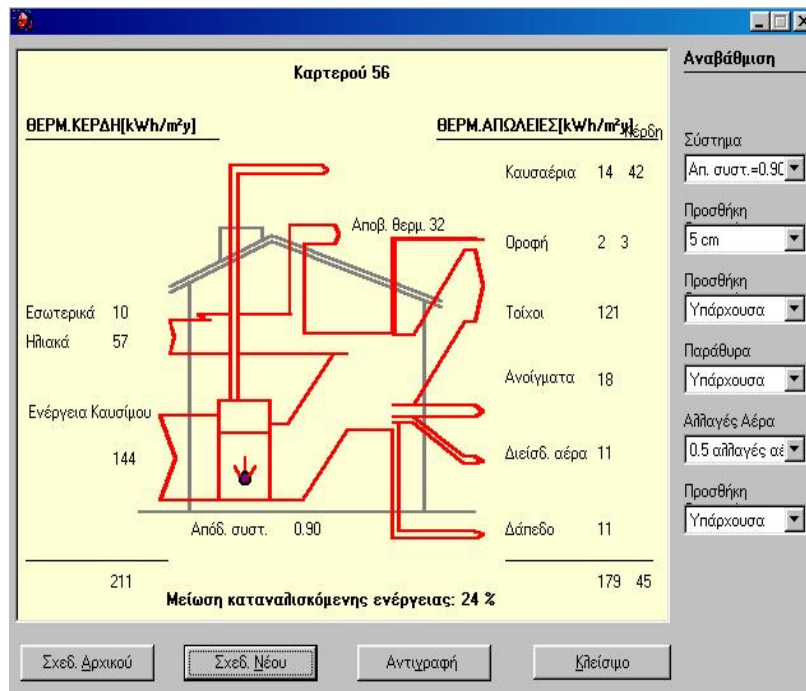 Καρτερού 56
ΘΕΡΜ.ΚΕΡΔΗ[kWh/m²y]
ΘΕΡΜ.ΑΠΩΛΕΙΕΣ[kWh/m²y]
Κέρδη
Καυσαέρια 14 42
Αποβ. θερμ. 32
Οροφή 2 3
Εσωτερικά 10
Ηλιακά 57
Τοίχοι 121
Ανοίγματα 18
Ενέργεια Καυσίμου
144
Διείσδ. αέρα 11
Απόδ. συστ. 0.90
Δάπεδο 11
211
179 45
Μείωση καταναλισκόμενης ενέργειας: 24 %
Αναβάθμιση
Σύστημα
Απ. συστ.=0.90
Προσθήκη
5 cm
Προσθήκη
Υπάρχουσα
Παράθυρα
Υπάρχουσα
Αλλαγές Αέρα
0.5 αλλαγές αέ
Προσθήκη
Υπάρχουσα
Σχεδ. Αρχικού
Σχεδ. Νέου
Αντιγραφή
Κλείσιμο